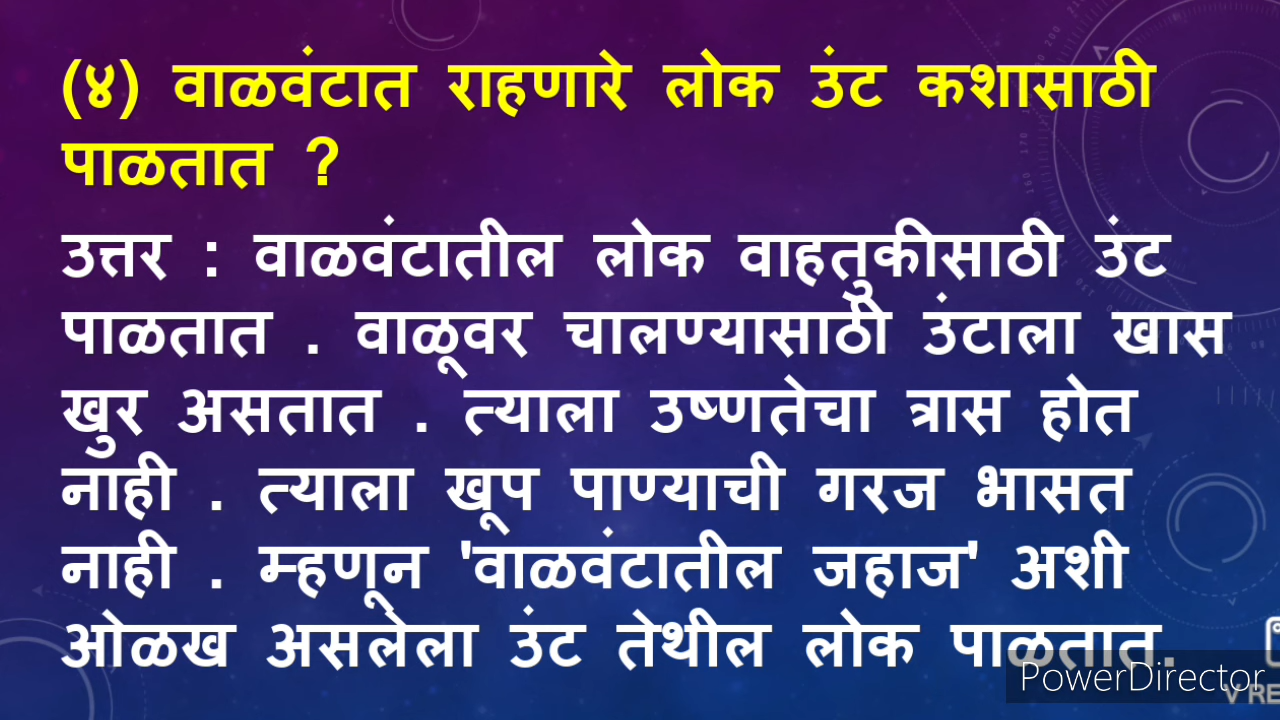 (४) वाळवंटात राहणारे लोक उंट कशासाठी
पाळतात ?
उत्तर : वाळवंटातील लोक वाहतुकीसाठी उंट
पाळतात . वाळूवर चालण्यासाठी उंटाला खास
खुर असतात . त्याला उष्णतेचा त्रास होत
नाही . त्याला खूप पाण्याची गरज भासत
नाही . म्हणून 'वाळवंटातील जहाज' अशी
ओळख असलेला उंट तेथील लोक पाळतात.
PowerDirector